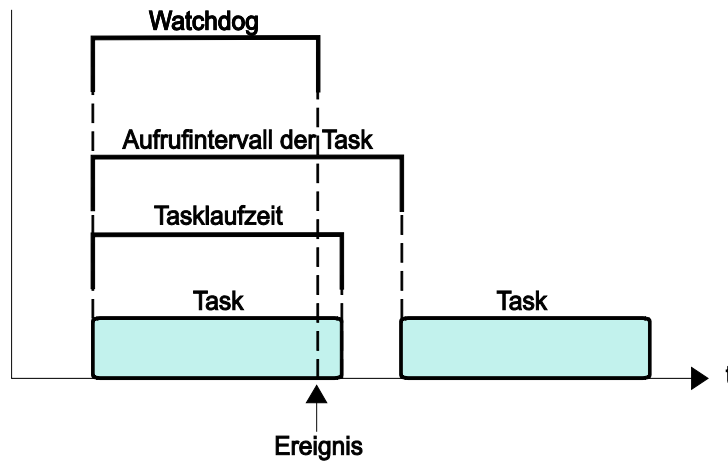 Watchdog
Aufrufintervall der Task
Tasklaufzeit
Task
Task
t
Ereignis